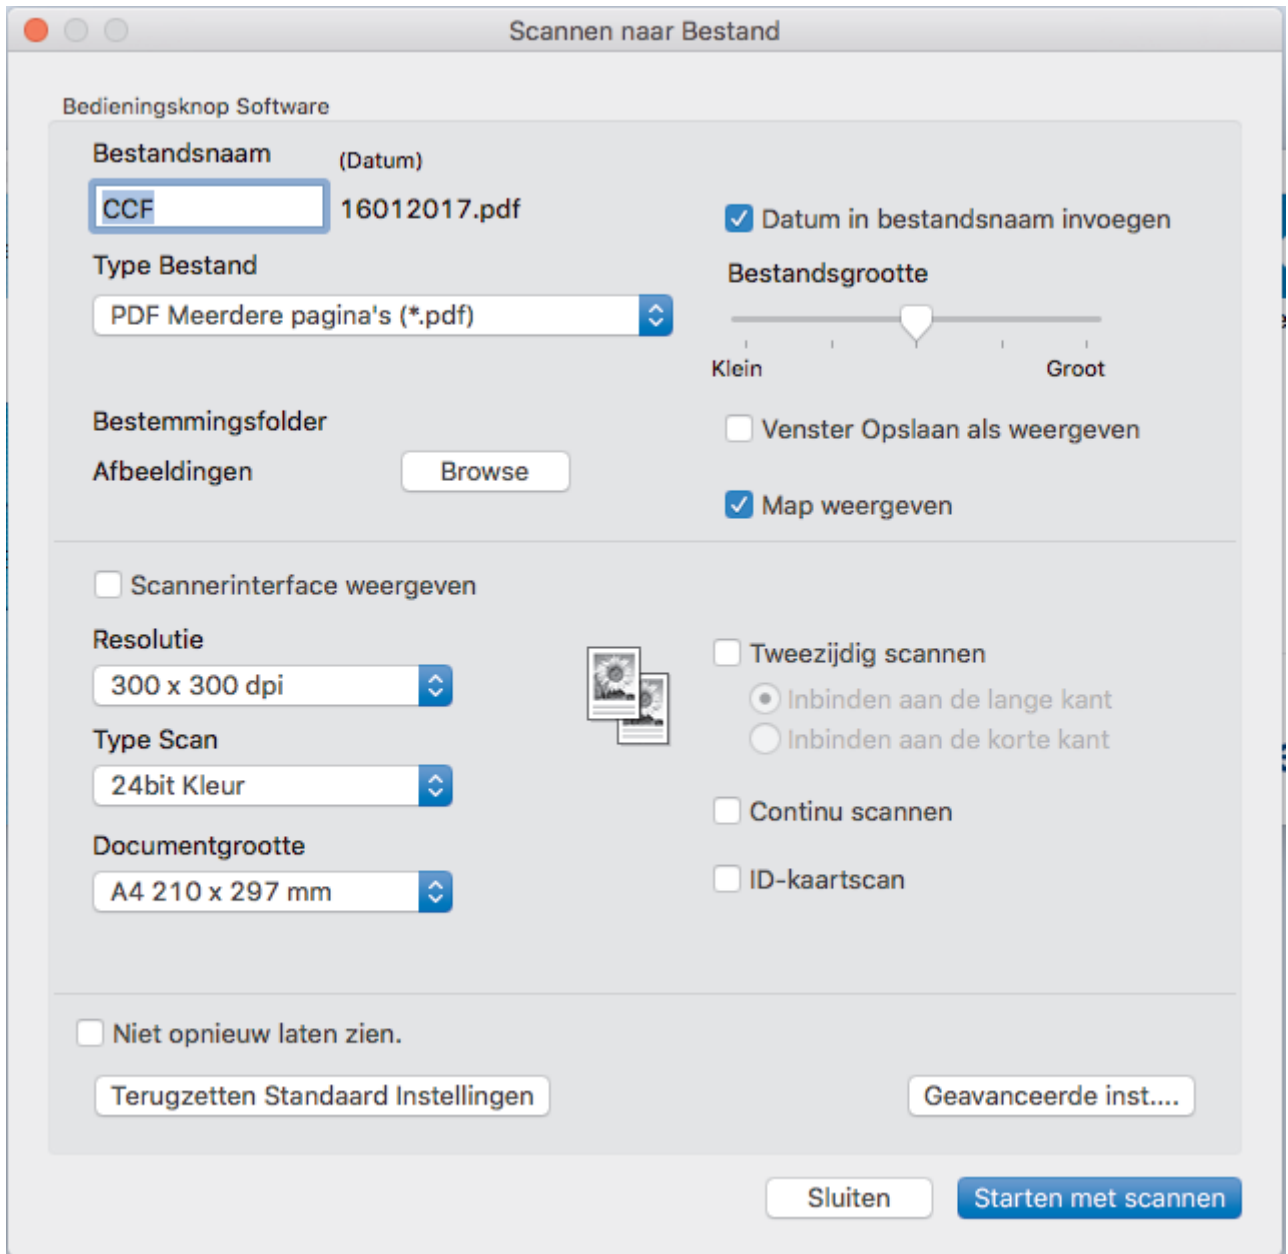 Scannen naar Bestand
Bedieningsknop Software
Bestandsnaam (Datum)
CCF 16012017.pdf
Datum in bestandsnaam invoegen
Type Bestand
PDF Meerdere pagina's (*.pdf)
Bestandsgrootte
Klein Groot
Bestemmingsfolder
Afbeeldingen Browse
Venster Opslaan als weergeven
Map weergeven
Scannerinterface weergeven
Resolutie
300 x 300 dpi
Type Scan
24bit Kleur
Documentgrootte
A4 210 x 297 mm
Tweezijdig scannen
Inbinden aan de lange kant
Inbinden aan de korte kant
Continu scannen
ID-kaartscan
Niet opnieuw laten zien.
Terugzetten Standaard Instellingen Geavanceerde inst....
Sluiten Starten met scannen